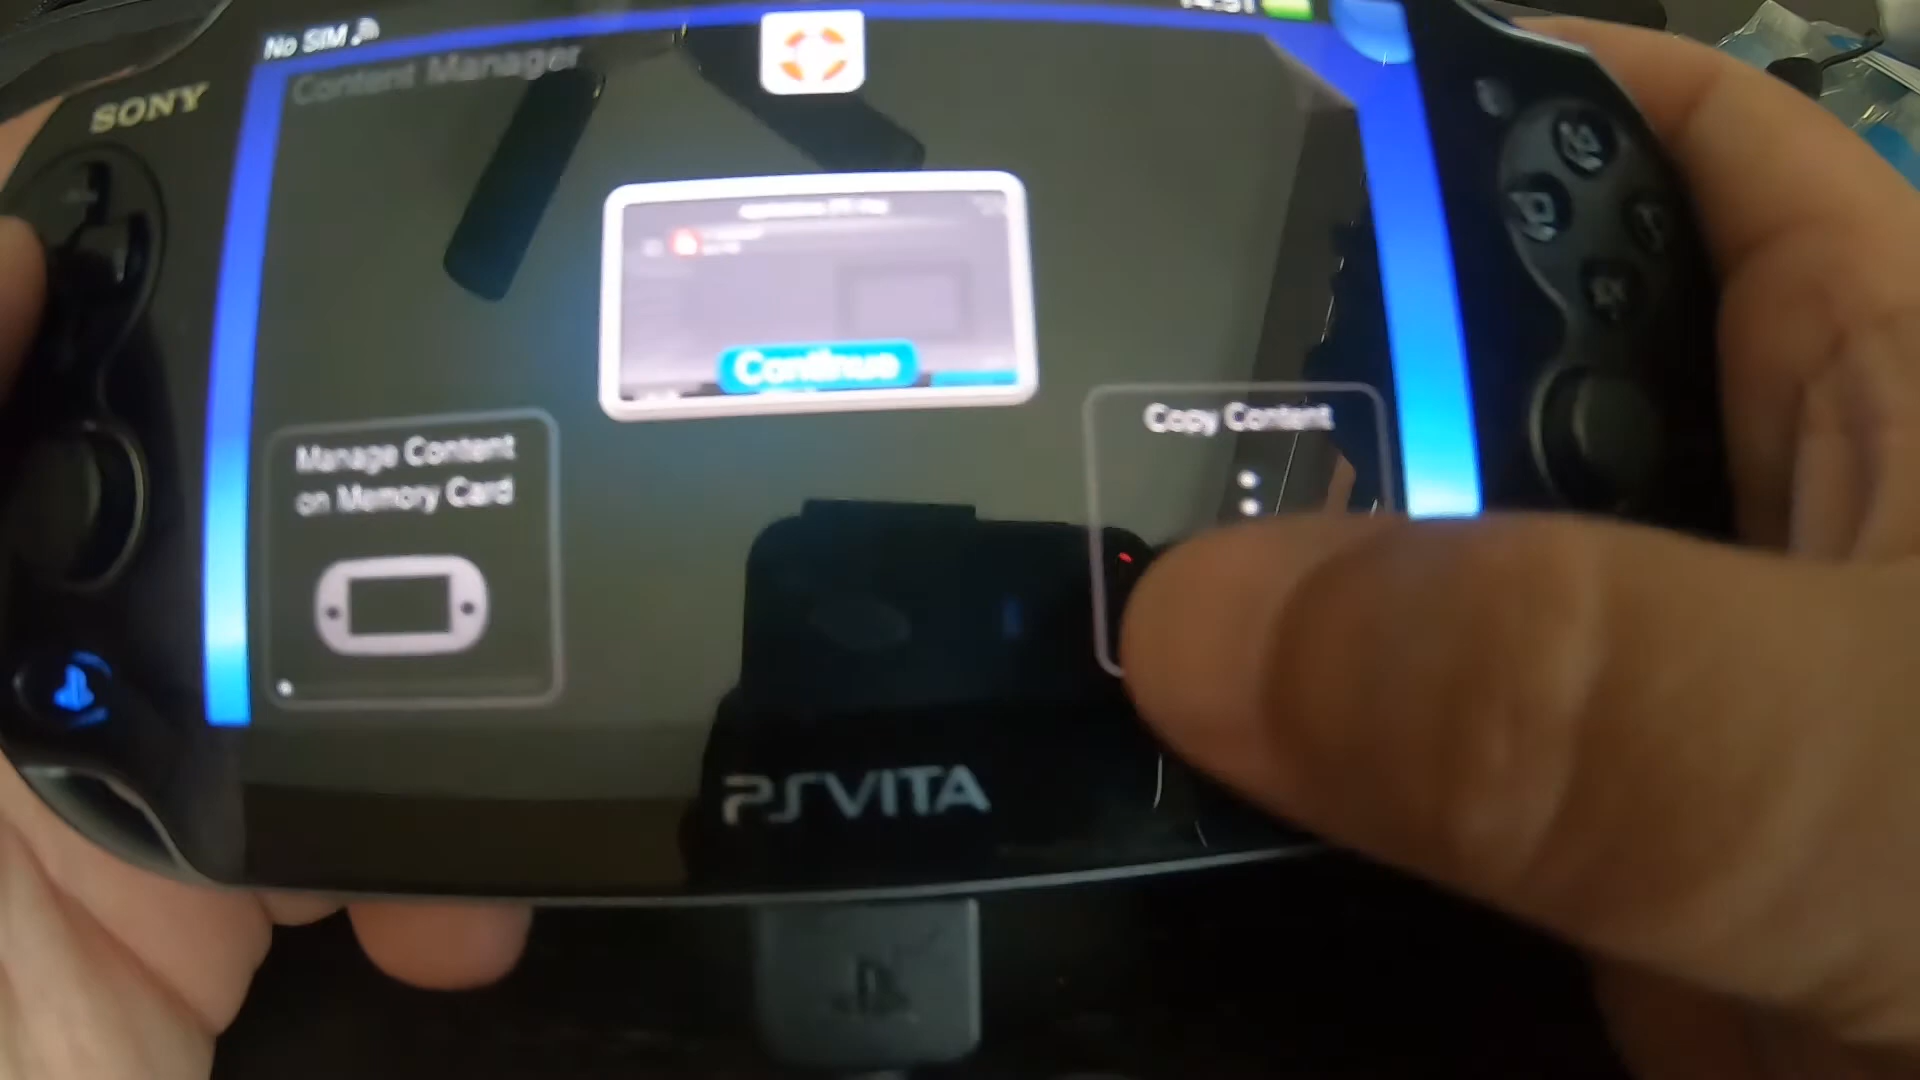 No SIM
Content Manager
SONY
Continue
Manage Content
on Memory Card
Copy Content
PSVITA